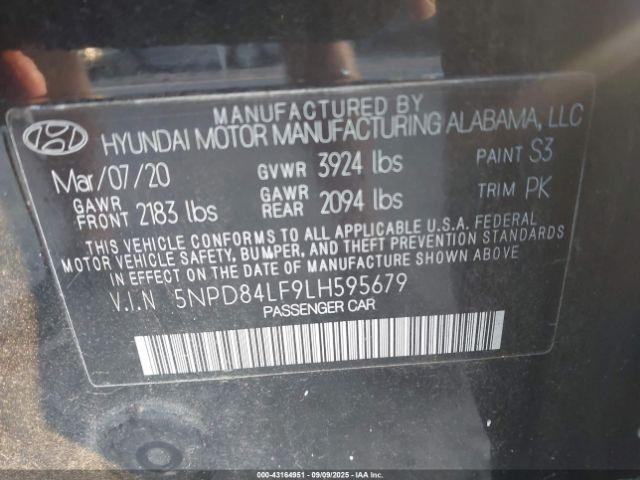 MANUFACTURED BY
HYUNDAI MOTOR MANUFACTURING ALABAMA, LLC
Mar/07/20 GVWR 3924 lbs PAINT S3
GAWR FRONT 2183 lbs GAWR REAR 2094 lbs TRIM PK
THIS VEHICLE CONFORMS TO ALL APPLICABLE U.S.A. FEDERAL
MOTOR VEHICLE SAFETY, BUMPER, AND THEFT PREVENTION STANDARDS
IN EFFECT ON THE DATE OF MANUFACTURE SHOWN ABOVE.
V.I.N 5NPD84LF9LH595679
PASSENGER CAR
000-43164951 - 09/09/2025 - IAAI.COM